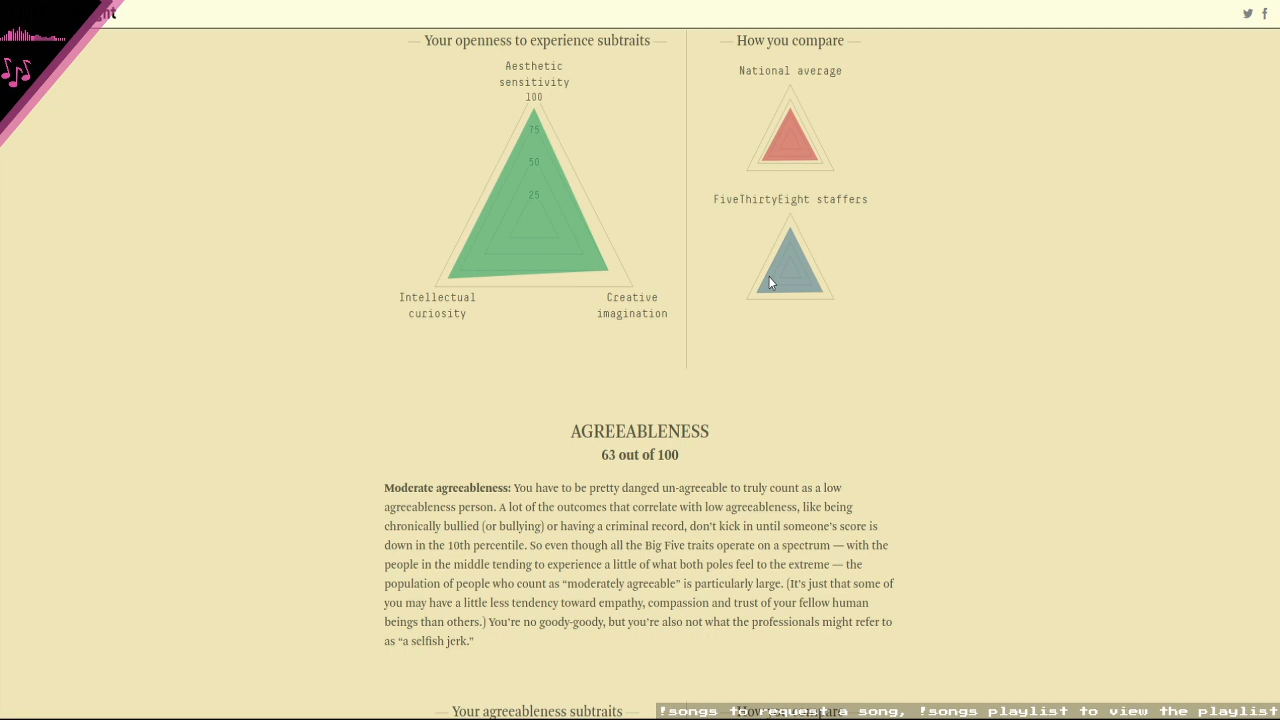 ht
Your openness to experience subtraits
How you compare
Aesthetic
sensitivity
100
75
50
25
Intellectual
curiosity
Creative
imagination
National average
FiveThirtyEight staffers
AGREEABLENESS
63 out of 100
Moderate agreeableness: You have to be pretty danged un-agreeable to truly count as a low
agreeableness person. A lot of the outcomes that correlate with low agreeableness, like being
chronically bullied (or bullying) or having a criminal record, don't kick in until someone's score is
down in the 10th percentile. So even though all the Big Five traits operate on a spectrum — with the
people in the middle tending to experience a little of what both poles feel to the extreme — the
population of people who count as “moderately agreeable” is particularly large. (It's just that some of
you may have a little less tendency toward empathy, compassion and trust of your fellow human
beings than others.) You're no goody-goody, but you're also not what the professionals might refer to
as “a selfish jerk.”
Your agreeableness subtraits
How you compare
!songs to request a song, !songs playlist to view the playlist